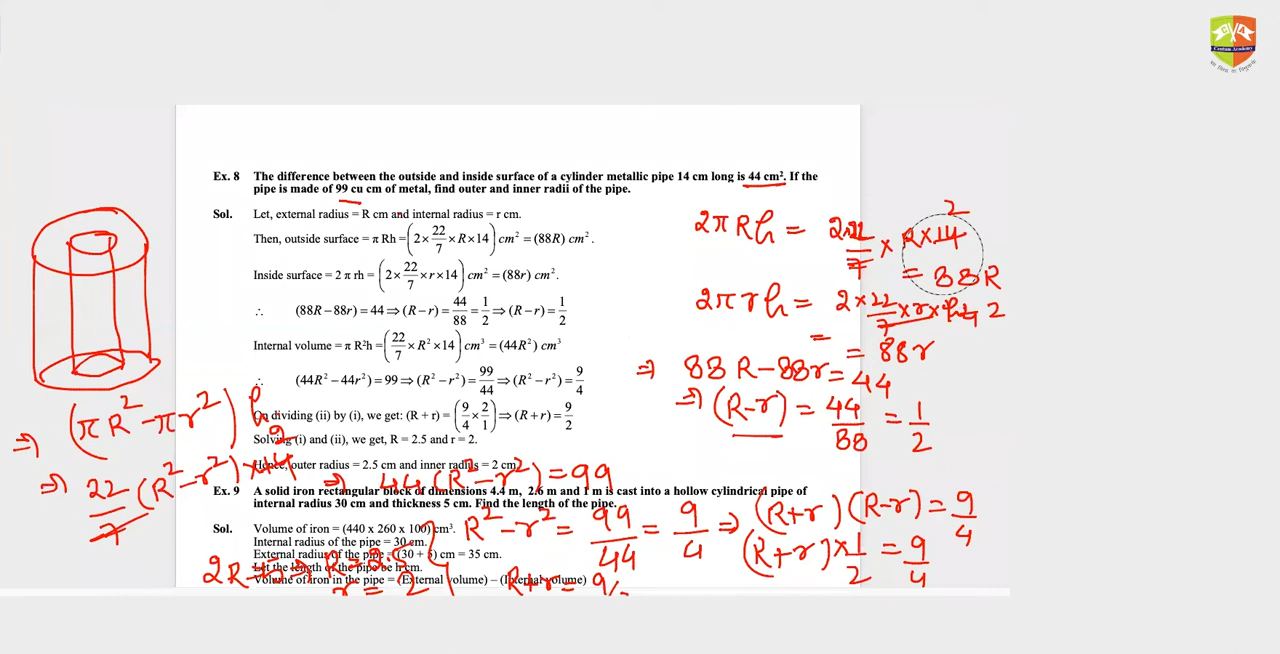 Centum Academy
Ex. 8 The difference between the outside and inside surface of a cylinder metallic pipe 14 cm long is 44 cm². If the
pipe is made of 99 cu cm of metal, find outer and inner radii of the pipe.
Sol. Let, external radius = R cm and internal radius = r cm.
Then, outside surface = π Rh = (2 × 22/7 × R × 14) cm² = (88R) cm².
Inside surface = 2 π rh = (2 × 22/7 × r × 14) cm² = (88r) cm².
∴ (88R − 88r) = 44 ⇒ (R − r) = 44/88 = 1/2 ⇒ (R − r) = 1/2
Internal volume = π R²h = (22/7 × R² × 14) cm³ = (44R²) cm³
∴ (44R² − 44r²) = 99 ⇒ (R² − r²) = 99/44 ⇒ (R² − r²) = 9/4
On dividing (ii) by (i), we get: (R + r) = (9/4 × 2/1) ⇒ (R + r) = 9/2
Solving (i) and (ii), we get, R = 2.5 and r = 2.
Hence, outer radius = 2.5 cm and inner radius = 2 cm
Ex. 9 A solid iron rectangular block of dimensions 4.4 m, 2.6 m and 1 m is cast into a hollow cylindrical pipe of
internal radius 30 cm and thickness 5 cm. Find the length of the pipe.
Sol. Volume of iron = (440 x 260 x 100) cm³.
Internal radius of the pipe = 30 cm.
External radius of the pipe = (30 + 5) cm = 35 cm.
Let the length of the pipe be h cm.
Volume of iron in the pipe = (External volume) − (Internal volume)
2πRh = 2×22/7 × R×14 2
= 88R
2πrh = 2×22/7 × r × 14 2
=
= 88r
⇒ 88R−88r = 44
⇒ (R−r) = 44/88 = 1/2
⇒ (πR²−πr²) h
⇒ 22/7 (R²−r²) × 14 2
⇒ 44(R²−r²) = 99
R²−r² = 99/44 = 9/4 ⇒ (R+r)(R−r) = 9/4
(R+r) × 1/2 = 9/4
R+r = 9/2
R = 2.5
r = 2